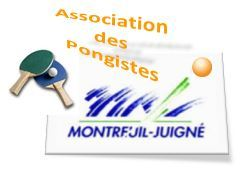 Association
des
Pongistes
MONTREUIL-JUIGNÉ